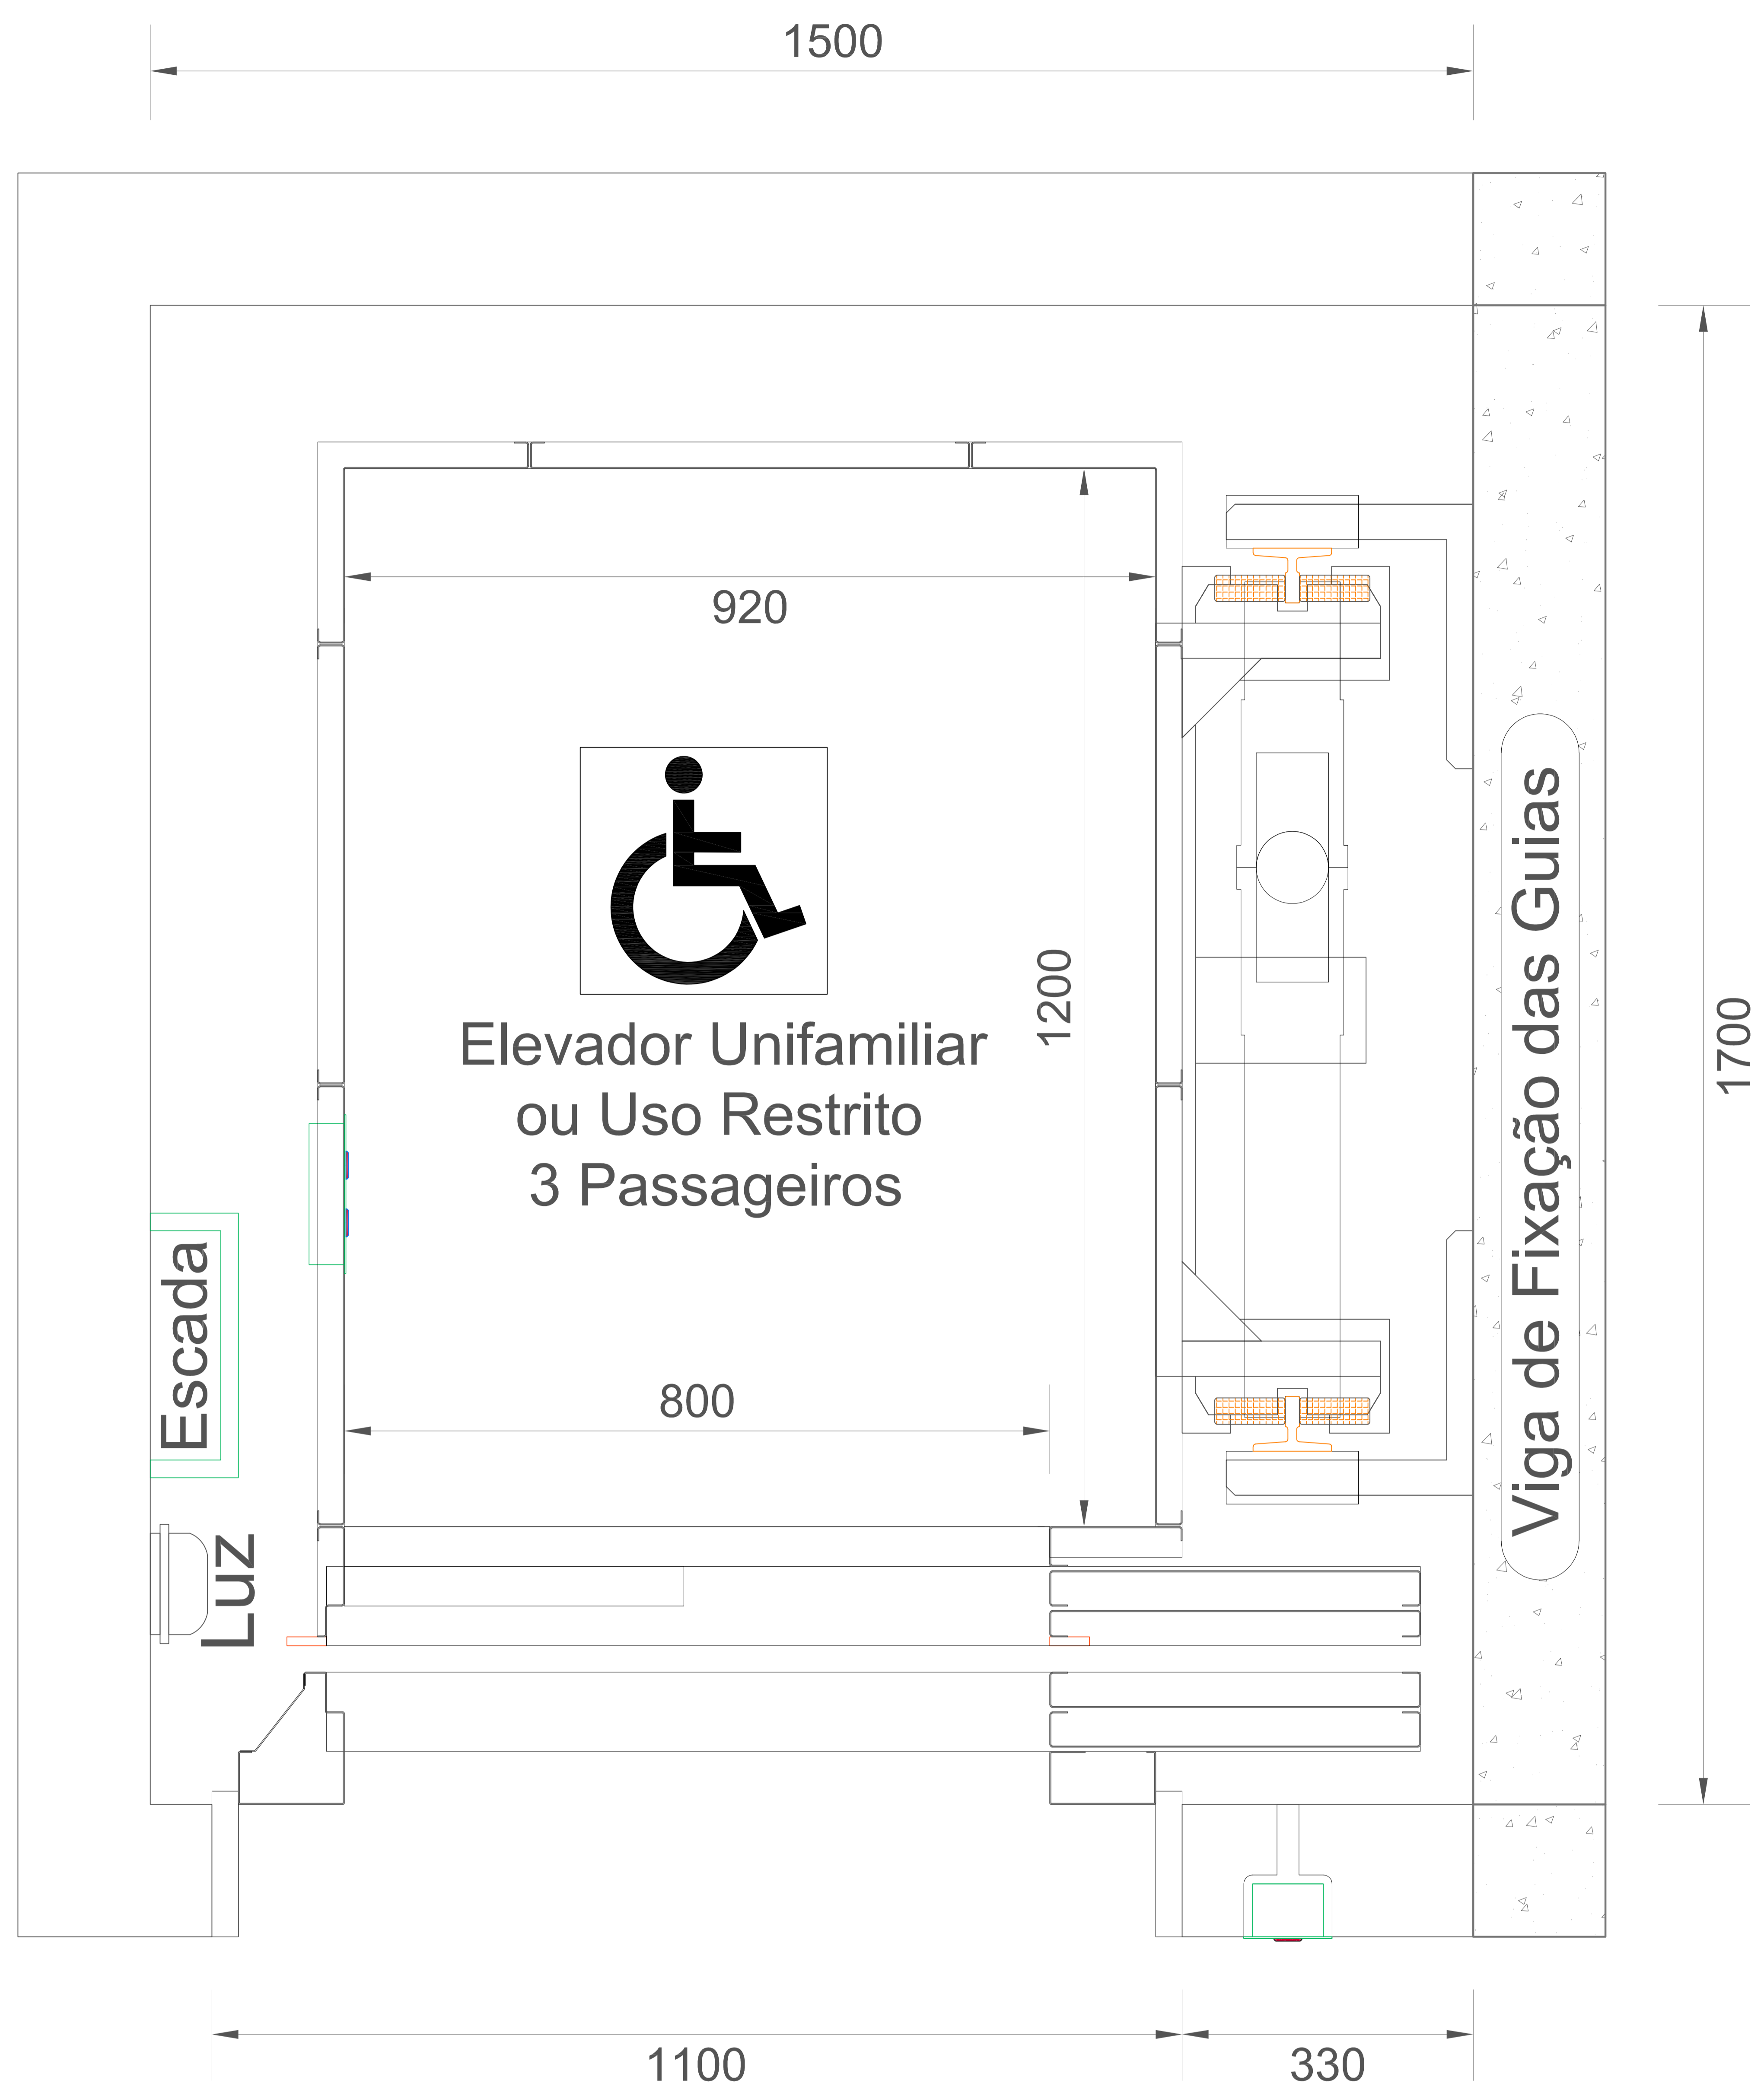 1500
920
1200
Elevador Unifamiliar
ou Uso Restrito
3 Passageiros
Viga de Fixação das Guias
1700
Escada
800
Luz
1100
330